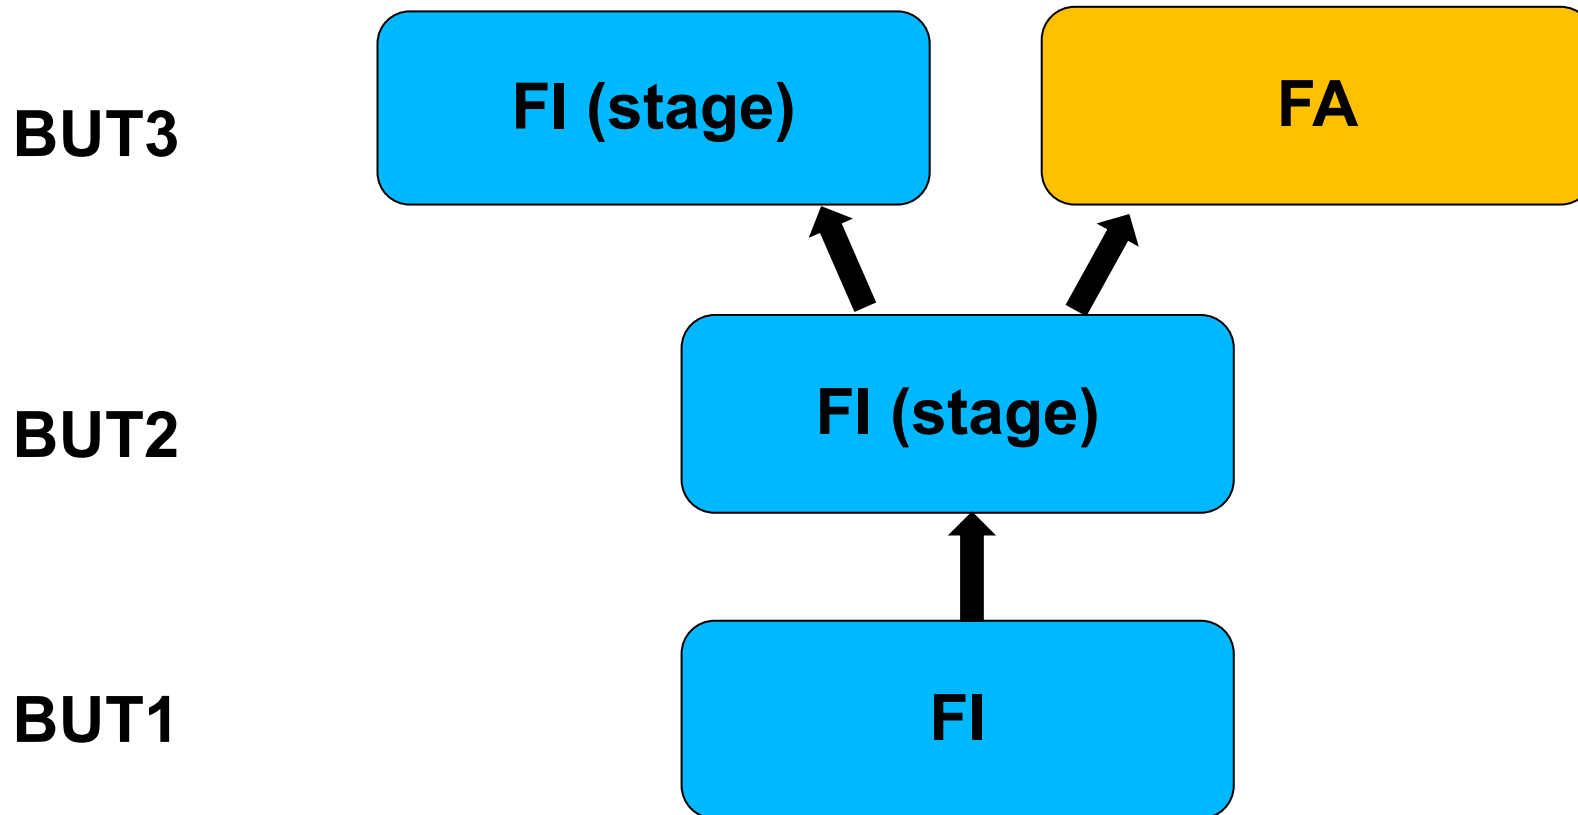 BUT3
FI (stage)
FA
BUT2
FI (stage)
BUT1
FI